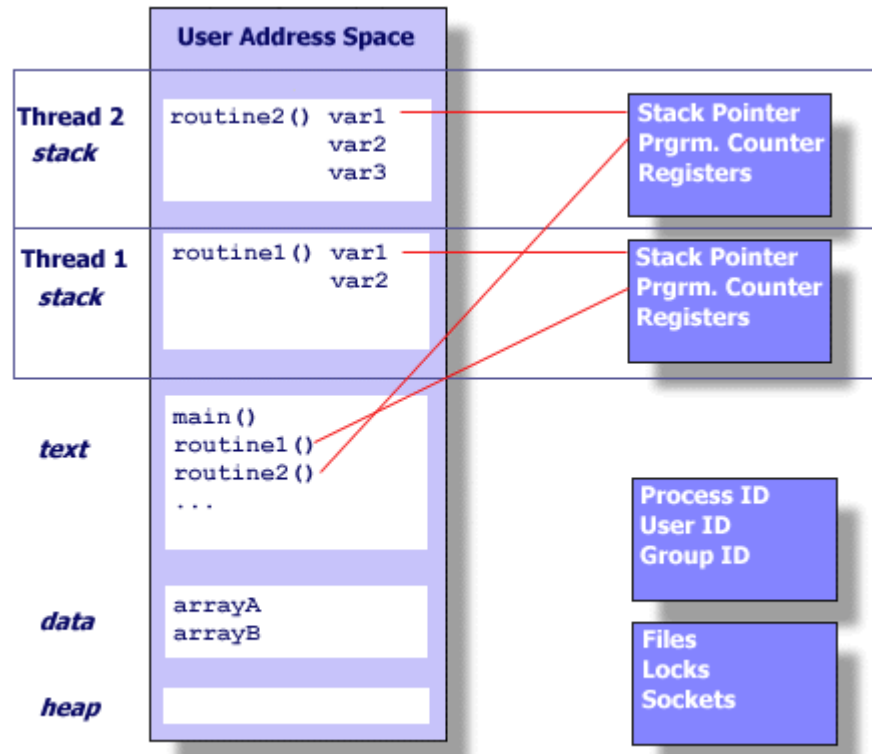 User Address Space
Thread 2
stack
routine2() var1
var2
var3
Stack Pointer
Prgrm. Counter
Registers
Thread 1
stack
routine1() var1
var2
Stack Pointer
Prgrm. Counter
Registers
text
main()
routine1()
routine2()
...
Process ID
User ID
Group ID
data
arrayA
arrayB
Files
Locks
Sockets
heap